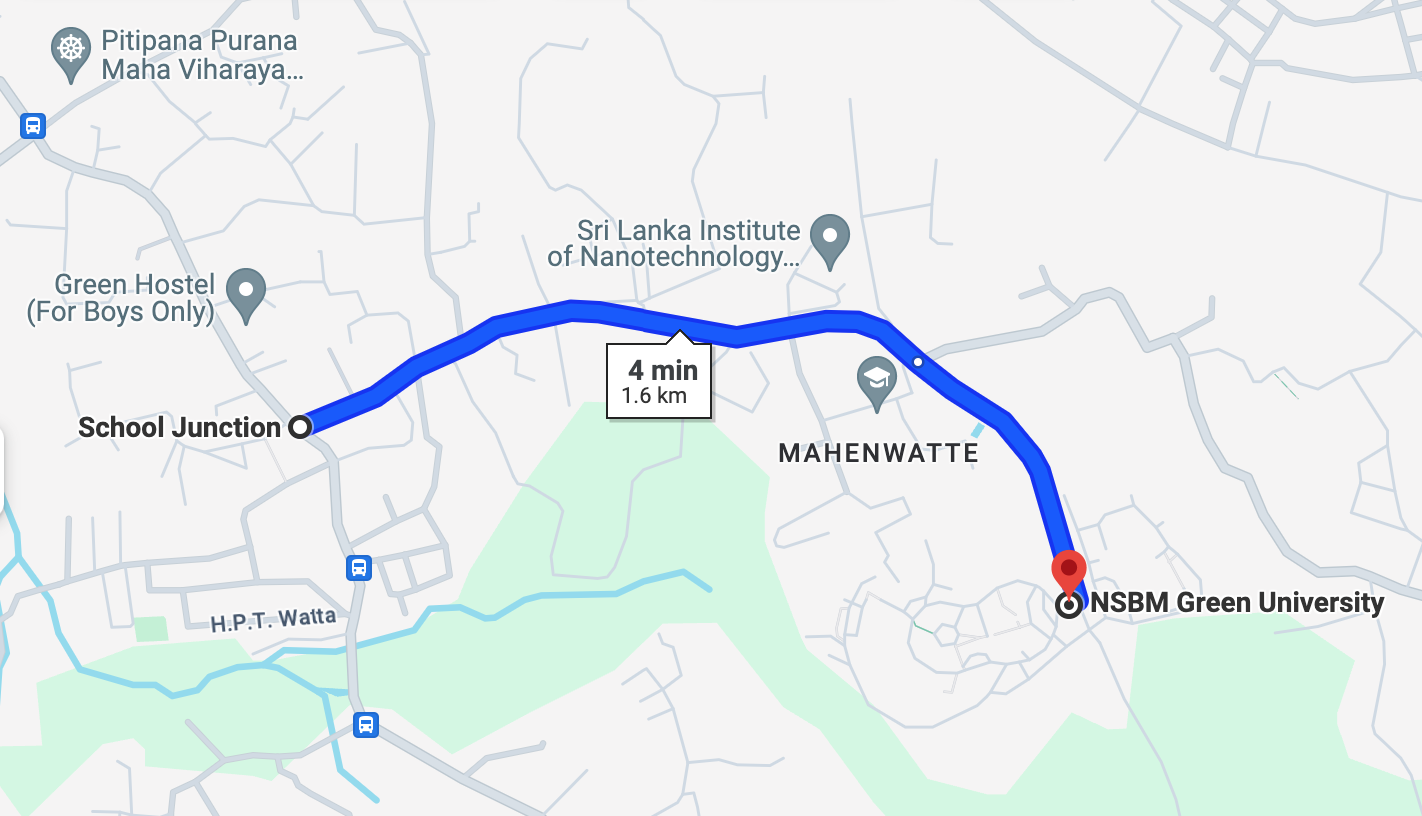 Pitipana Purana
Maha Viharaya...
Sri Lanka Institute
of Nanotechnology...
Green Hostel
(For Boys Only)
4 min
1.6 km
School Junction
MAHENWATTE
NSBM Green University
H.P.T. Watta